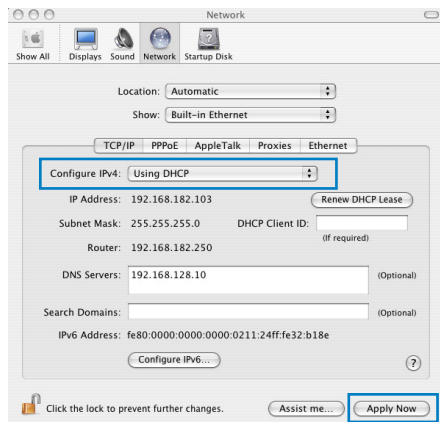 Network
Show All Displays Sound Network Startup Disk
Location: Automatic
Show: Built-in Ethernet
TCP/IP PPPoE AppleTalk Proxies Ethernet
Configure IPv4: Using DHCP
IP Address: 192.168.182.103 Renew DHCP Lease
Subnet Mask: 255.255.255.0 DHCP Client ID:
(If required)
Router: 192.168.182.250
DNS Servers: 192.168.128.10 (Optional)
Search Domains: (Optional)
IPv6 Address: fe80:0000:0000:0000:0211:24ff:fe32:b18e
Configure IPv6... ?
Click the lock to prevent further changes. Assist me... Apply Now